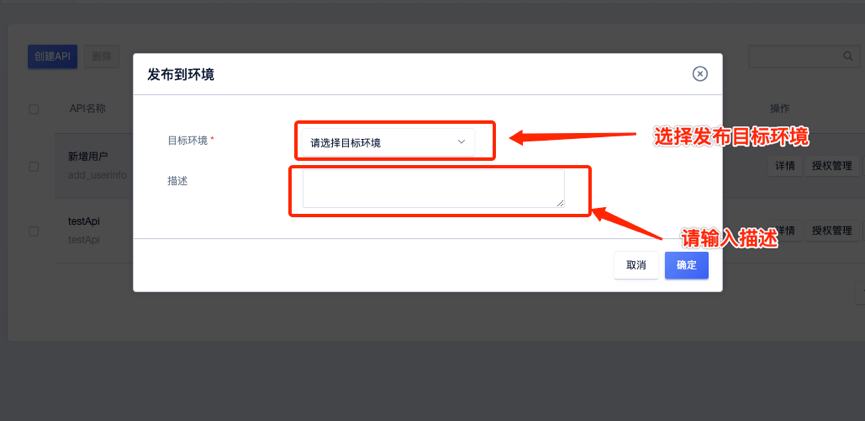 创建API
删除
发布到环境
API名称
操作
目标环境 *
请选择目标环境
选择发布目标环境
新增用户
add_userinfo
详情
授权管理
描述
testApi
testApi
请输入描述
详情
授权管理
取消
确定